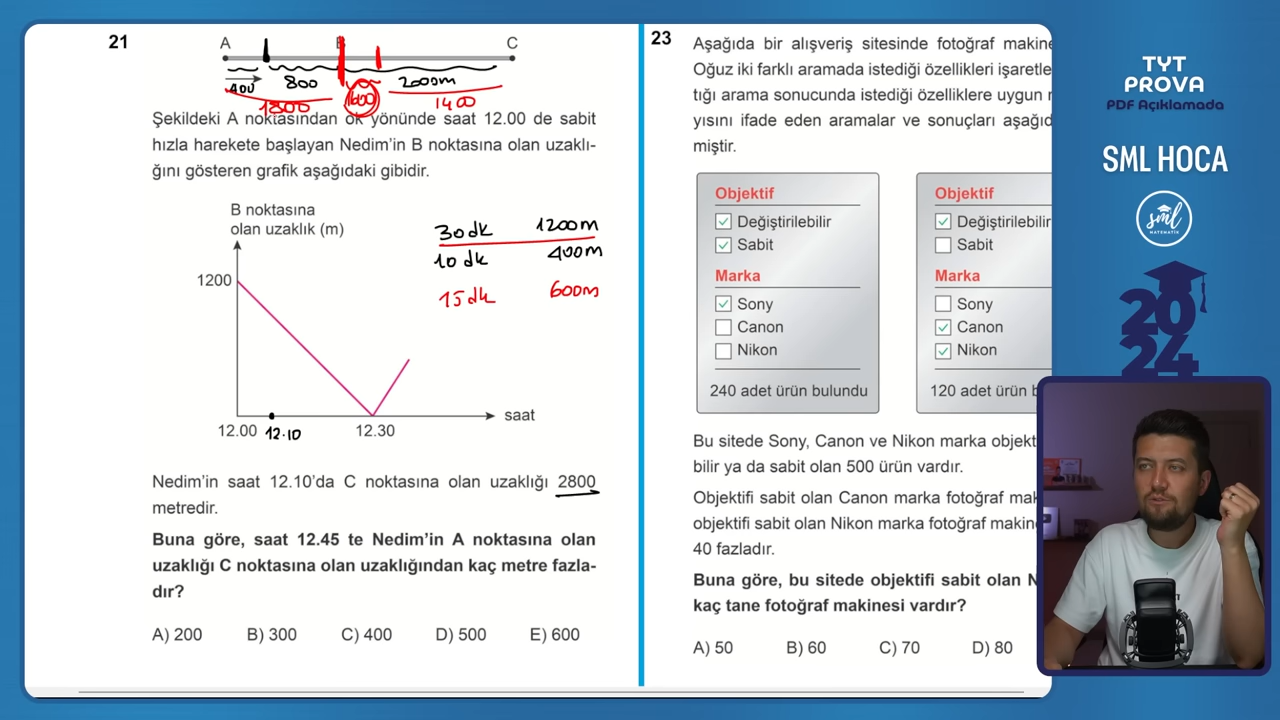 21
A B C
400 800 2000m
1800 600 1400
Şekildeki A noktasından ok yönünde saat 12.00 de sabit
hızla harekete başlayan Nedim'in B noktasına olan uzaklı-
ğını gösteren grafik aşağıdaki gibidir.
B noktasına
olan uzaklık (m)
1200
saat
12.00 12.10 12.30
30dk 1200m
10 dk 400m
15dk 600m
Nedim'in saat 12.10'da C noktasına olan uzaklığı 2800
metredir.
Buna göre, saat 12.45 te Nedim'in A noktasına olan
uzaklığı C noktasına olan uzaklığından kaç metre fazla-
dır?
A) 200 B) 300 C) 400 D) 500 E) 600
23
Aşağıda bir alışveriş sitesinde fotoğraf makine
Oğuz iki farklı aramada istediği özellikleri işaretle
tığı arama sonucunda istediği özelliklere uygun
yısını ifade eden aramalar ve sonuçları aşağıd
miştir.
Objektif
Değiştirilebilir
Sabit
Marka
Sony
Canon
Nikon
240 adet ürün bulundu
Objektif
Değiştirilebilir
Sabit
Marka
Sony
Canon
Nikon
120 adet ürün b
Bu sitede Sony, Canon ve Nikon marka objekt
bilir ya da sabit olan 500 ürün vardır.
Objektifi sabit olan Canon marka fotoğraf mak
objektifi sabit olan Nikon marka fotoğraf makin
40 fazladır.
Buna göre, bu sitede objektifi sabit olan N
kaç tane fotoğraf makinesi vardır?
A) 50 B) 60 C) 70 D) 80
TYT
PROVA
PDF Açıklamada
SML HOCA
sml
MATEMATİK
20
24